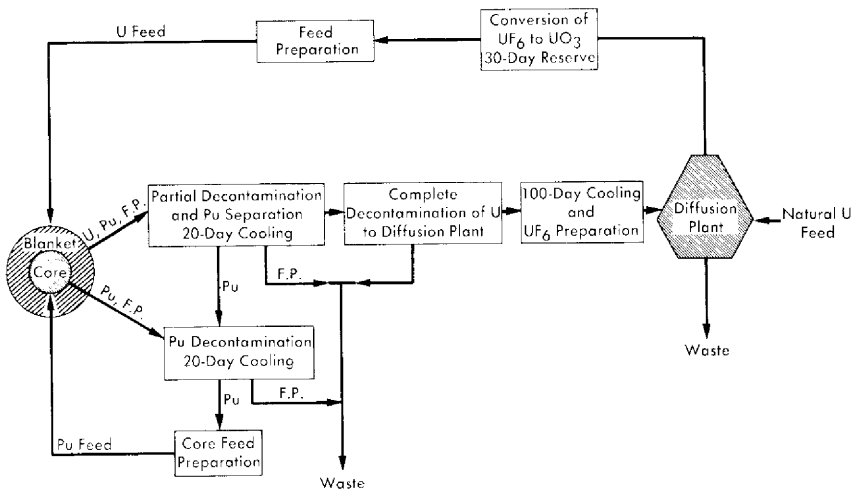 U Feed
Feed
Preparation
Conversion of
UF6 to UO3
30-Day Reserve
U, Pu, F.P.
Partial Decontamination
and Pu Separation
20-Day Cooling
Complete
Decontamination of U
to Diffusion Plant
100-Day Cooling
and
UF6 Preparation
Diffusion
Plant
Natural U
Feed
Blanket
Core
Pu, F.P.
Pu
F.P.
Pu Decontamination
20-Day Cooling
Waste
Pu
F.P.
Pu Feed
Core Feed
Preparation
Waste